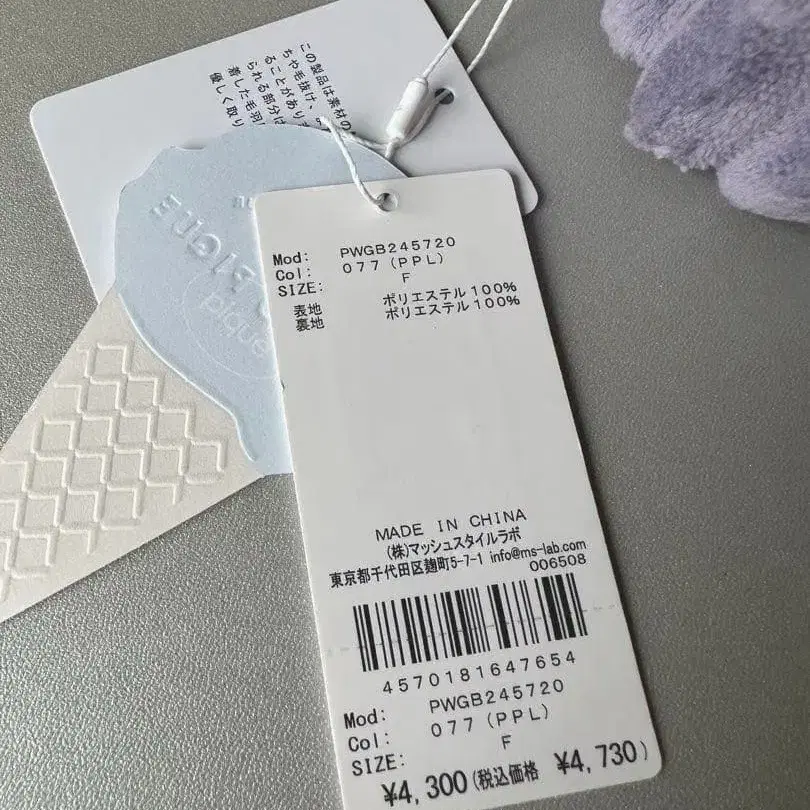 この製品は素材の
ちや毛抜け、
ることがあり
られる部分は
着した毛羽
優しく取り
pique
Mod: PWGB245720
Col: 077 (PPL)
SIZE: F
表地 ポリエステル100%
裏地 ポリエステル100%
MADE IN CHINA
(株)マッシュスタイルラボ
東京都千代田区麹町5-7-1 info@ms-lab.com
006508
4570181647654
Mod: PWGB245720
Col: 077 (PPL)
SIZE: F
¥4,300(税込価格 ¥4,730)